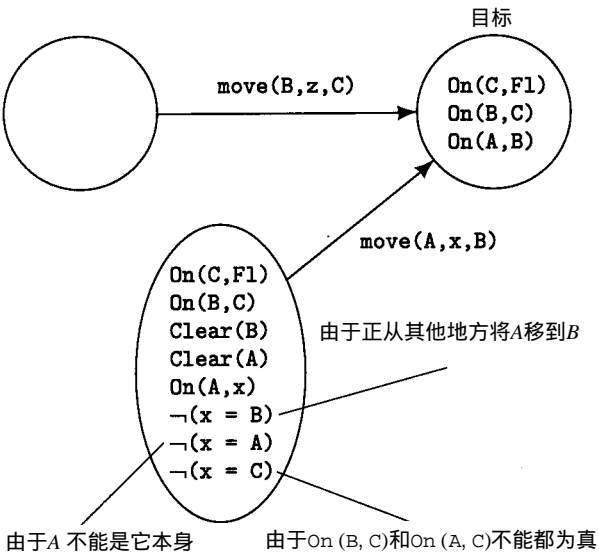 目标
move(B,z,C)
On(C,Fl)
On(B,C)
On(A,B)
move(A,x,B)
On(C,Fl)
On(B,C)
Clear(B)
Clear(A)
On(A,x)
¬(x = B)
¬(x = A)
¬(x = C)
由于正从其他地方将A移到B
由于A 不能是它本身
由于On (B, C)和On (A, C)不能都为真